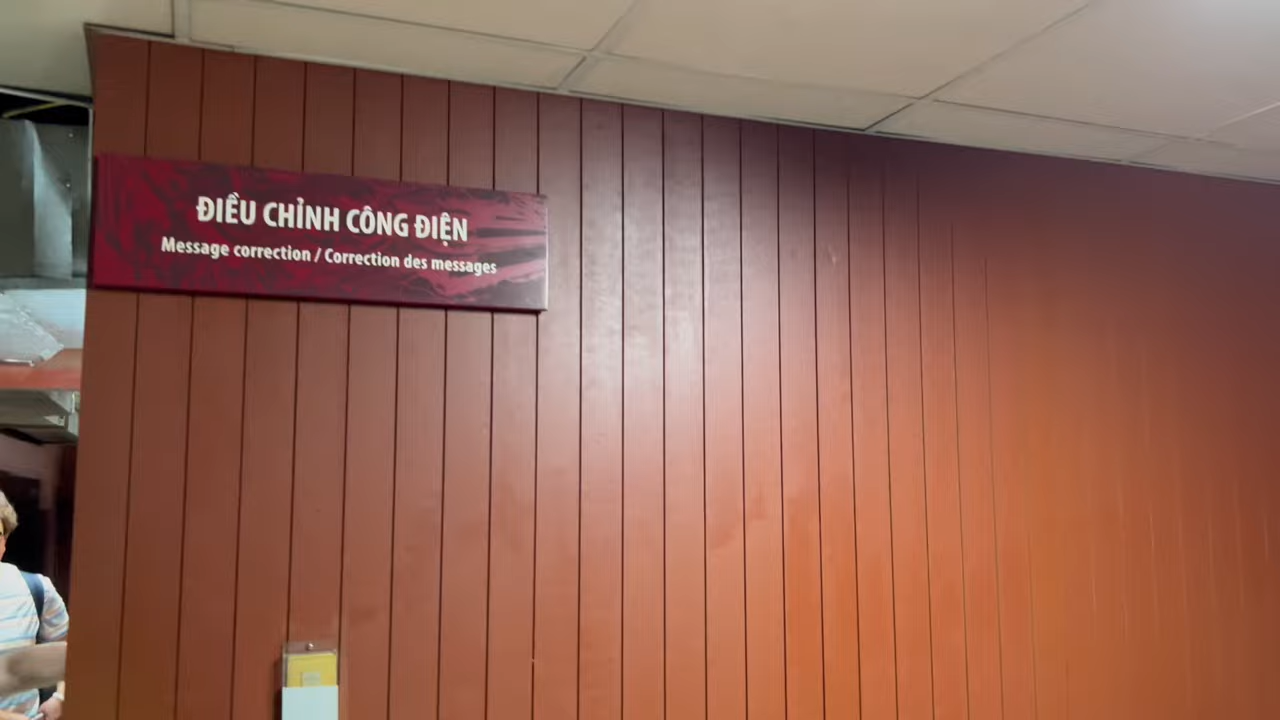 ĐIỀU CHỈNH CÔNG ĐIỆN
Message correction / Correction des messages